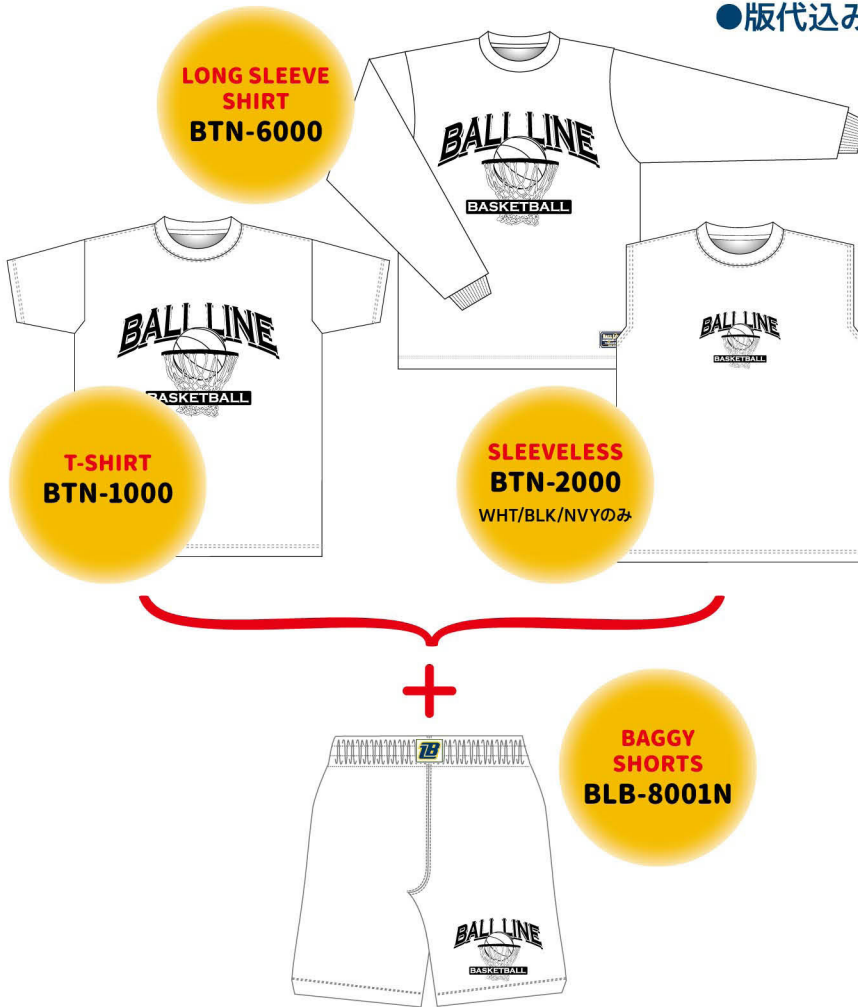 ●版代込み
LONG SLEEVE
SHIRT
BTN-6000
BALL LINE
BASKETBALL
BALL LINE
BASKETBALL
T-SHIRT
BTN-1000
BALL LINE
BASKETBALL
SLEEVELESS
BTN-2000
WHT/BLK/NVYのみ
+
BAGGY
SHORTS
BLB-8001N
BALL LINE
BASKETBALL